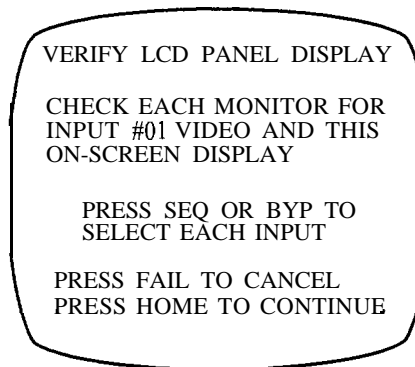 VERIFY LCD PANEL DISPLAY
CHECK EACH MONITOR FOR
INPUT #01 VIDEO AND THIS
ON-SCREEN DISPLAY
PRESS SEQ OR BYP TO
SELECT EACH INPUT
PRESS FAIL TO CANCEL
PRESS HOME TO CONTINUE